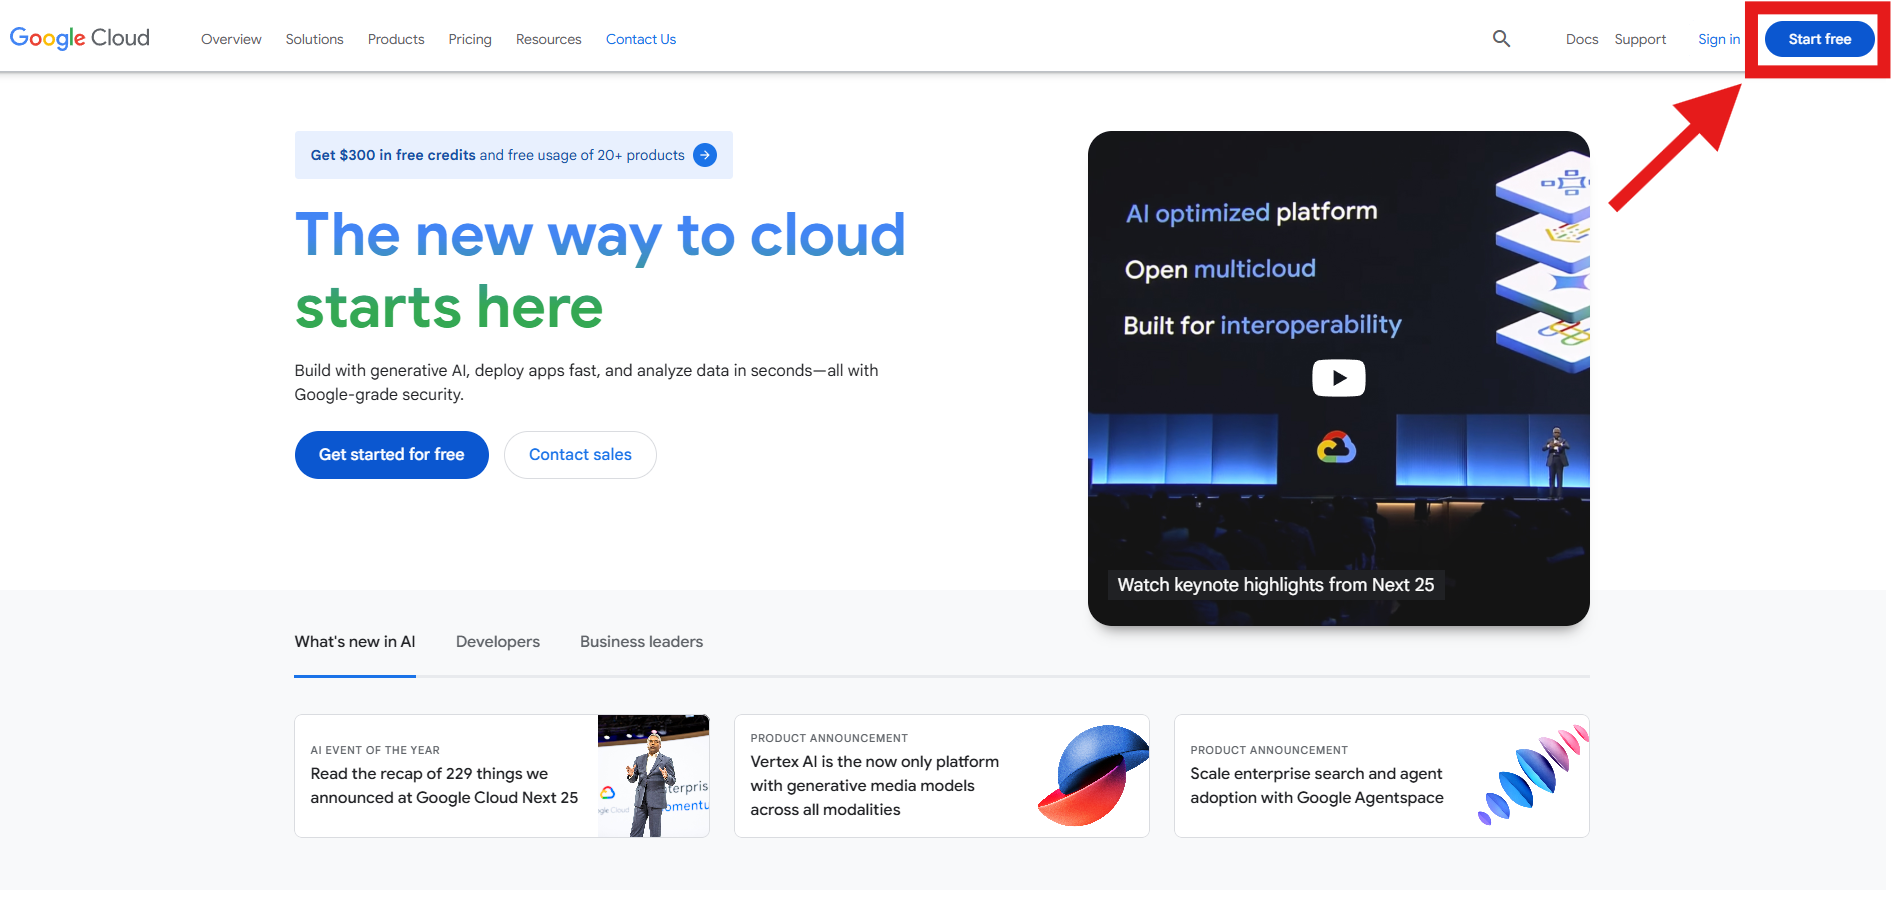 Google Cloud
Overview
Solutions
Products
Pricing
Resources
Contact Us
Docs
Support
Sign in
Start free
Get $300 in free credits and free usage of 20+ products
The new way to cloud
starts here
Build with generative AI, deploy apps fast, and analyze data in seconds—all with
Google-grade security.
Get started for free
Contact sales
AI optimized platform
Open multicloud
Built for interoperability
Watch keynote highlights from Next 25
What's new in AI
Developers
Business leaders
AI EVENT OF THE YEAR
Read the recap of 229 things we
announced at Google Cloud Next 25
PRODUCT ANNOUNCEMENT
Vertex AI is the now only platform
with generative media models
across all modalities
PRODUCT ANNOUNCEMENT
Scale enterprise search and agent
adoption with Google Agentspace